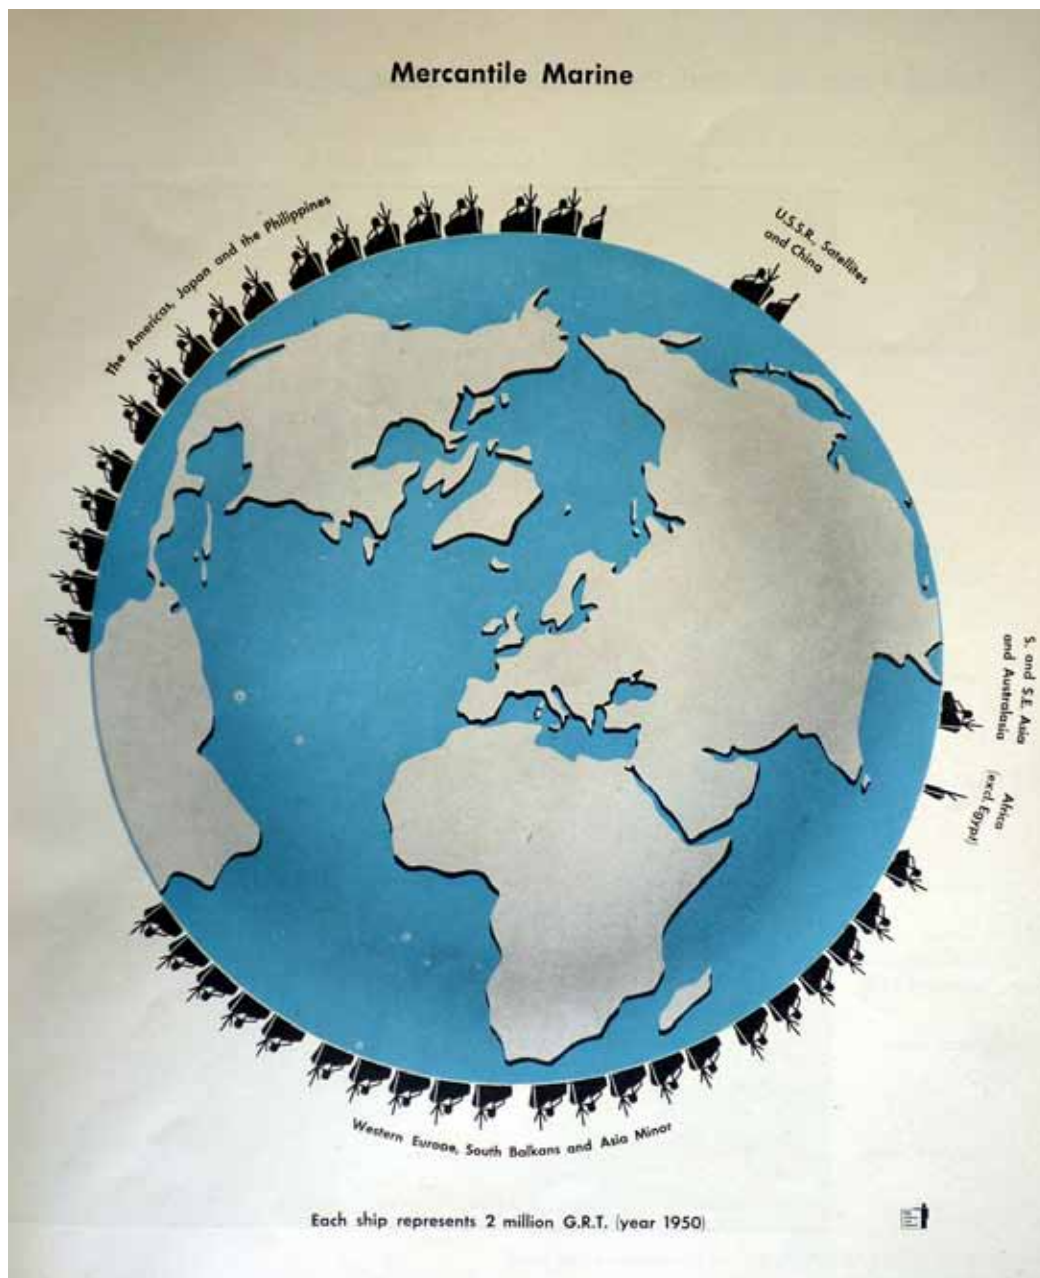 Mercantile Marine
The Americas, Japan and the Philippines
U.S.S.R., Satellites
and China
S. and S.E. Asia
and Australasia
Africa
(excl. Egypt)
Western Europe, South Balkans and Asia Minor
Each ship represents 2 million G.R.T. (year 1950)